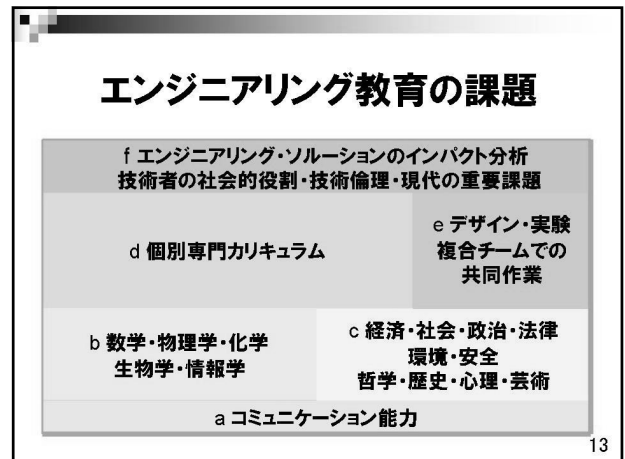 エンジニアリング教育の課題
f エンジニアリング・ソルーションのインパクト分析
技術者の社会的役割・技術倫理・現代の重要課題
d 個別専門カリキュラム
e デザイン・実験
複合チームでの
共同作業
b 数学・物理学・化学
生物学・情報学
c 経済・社会・政治・法律
環境・安全
哲学・歴史・心理・芸術
a コミュニケーション能力
13